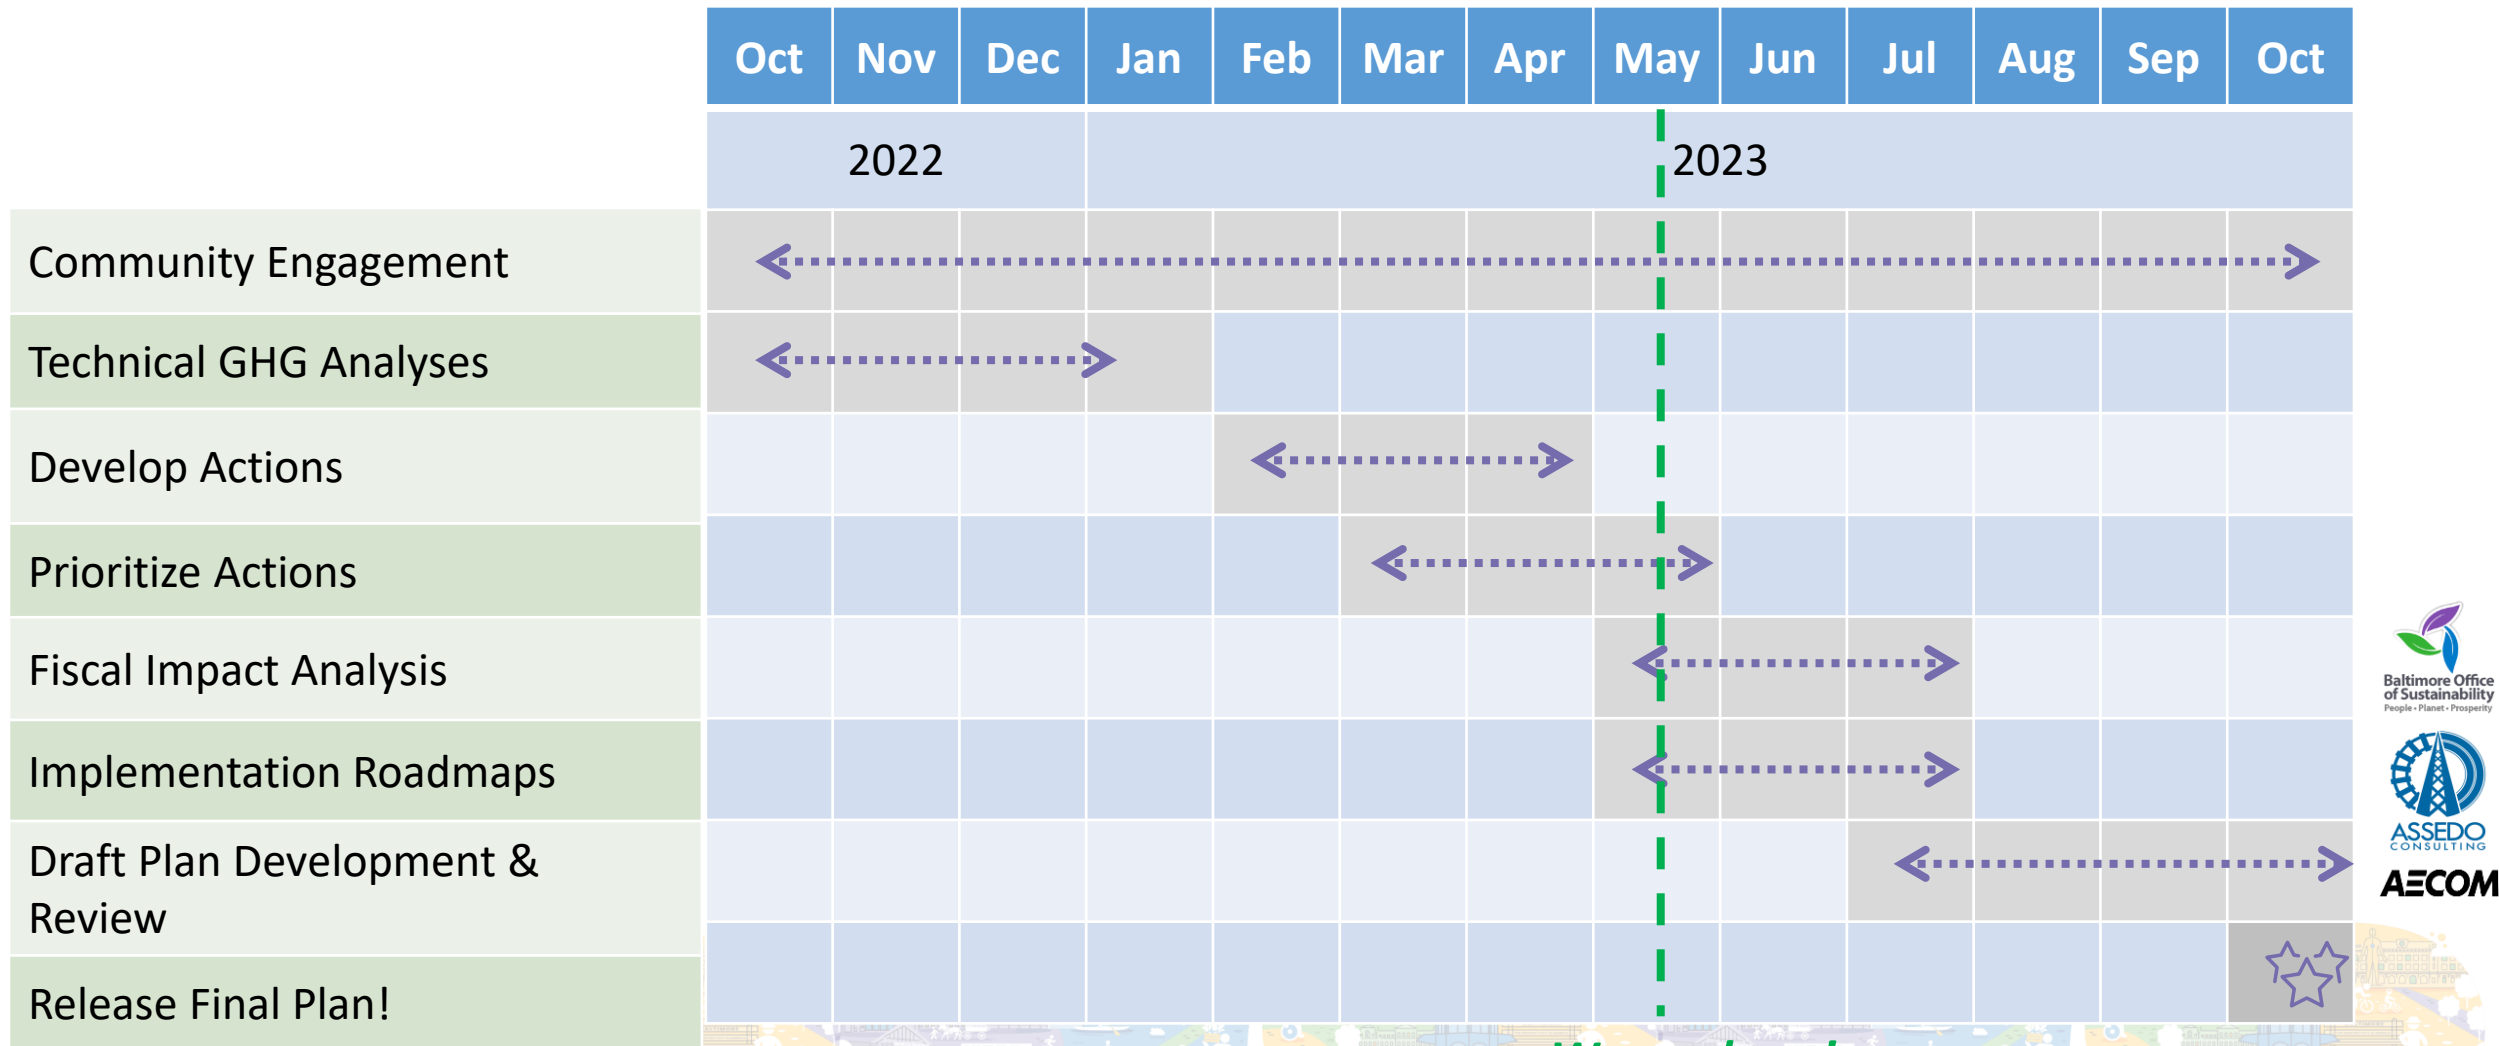 Oct Nov Dec Jan Feb Mar Apr May Jun Jul Aug Sep Oct
2022 2023
Community Engagement
Technical GHG Analyses
Develop Actions
Prioritize Actions
Fiscal Impact Analysis
Implementation Roadmaps
Draft Plan Development &
Review
Release Final Plan!
Baltimore Office
of Sustainability
People • Planet • Prosperity
ASSEDO
CONSULTING
AECOM